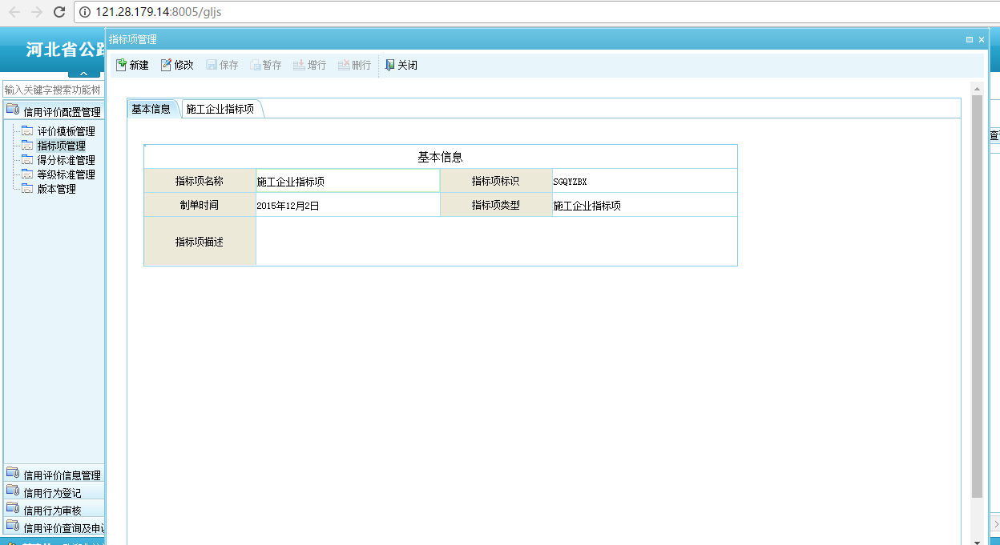 121.28.179.14:8005/gljs
河北省公路
指标项管理
新建 修改 保存 暂存 增行 删行 关闭
输入关键字搜索功能树
信用评价配置管理
评价模板管理
指标项管理
得分标准管理
等级标准管理
版本管理
信用评价信息管理
信用行为登记
信用行为审核
信用评价查询及申
基本信息 施工企业指标项
基本信息
指标项名称 施工企业指标项 指标项标识 SGQYZBX
制单时间 2015年12月2日 指标项类型 施工企业指标项
指标项描述
查